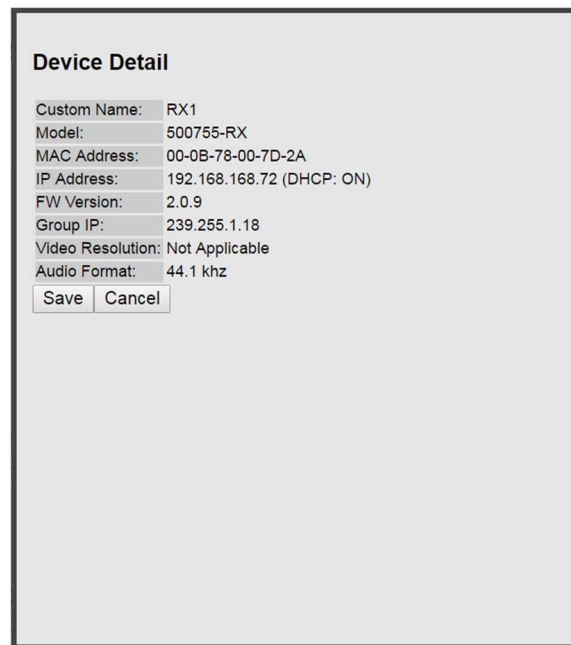 Device Detail
Custom Name: RX1
Model: 500755-RX
MAC Address: 00-0B-78-00-7D-2A
IP Address: 192.168.168.72 (DHCP: ON)
FW Version: 2.0.9
Group IP: 239.255.1.18
Video Resolution: Not Applicable
Audio Format: 44.1 khz
Save Cancel